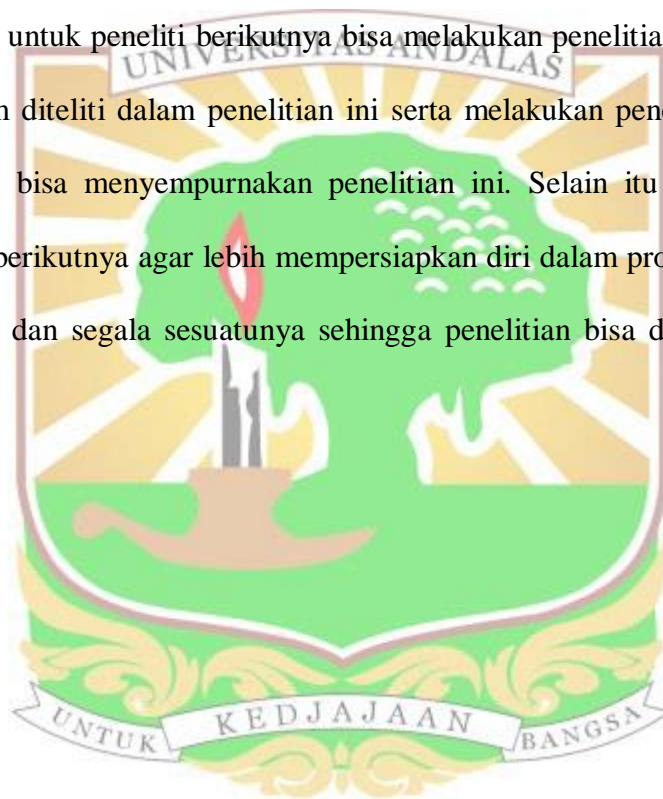 untuk peneliti berikutnya bisa melakukan penelitia
UNIVERSITAS ANDALAS
diteliti dalam penelitian ini serta melakukan pen
bisa menyempurnakan penelitian ini. Selain itu
berikutnya agar lebih mempersiapkan diri dalam pro
dan segala sesuatunya sehingga penelitian bisa d
UNTUK KEDJAJAAN BANGSA